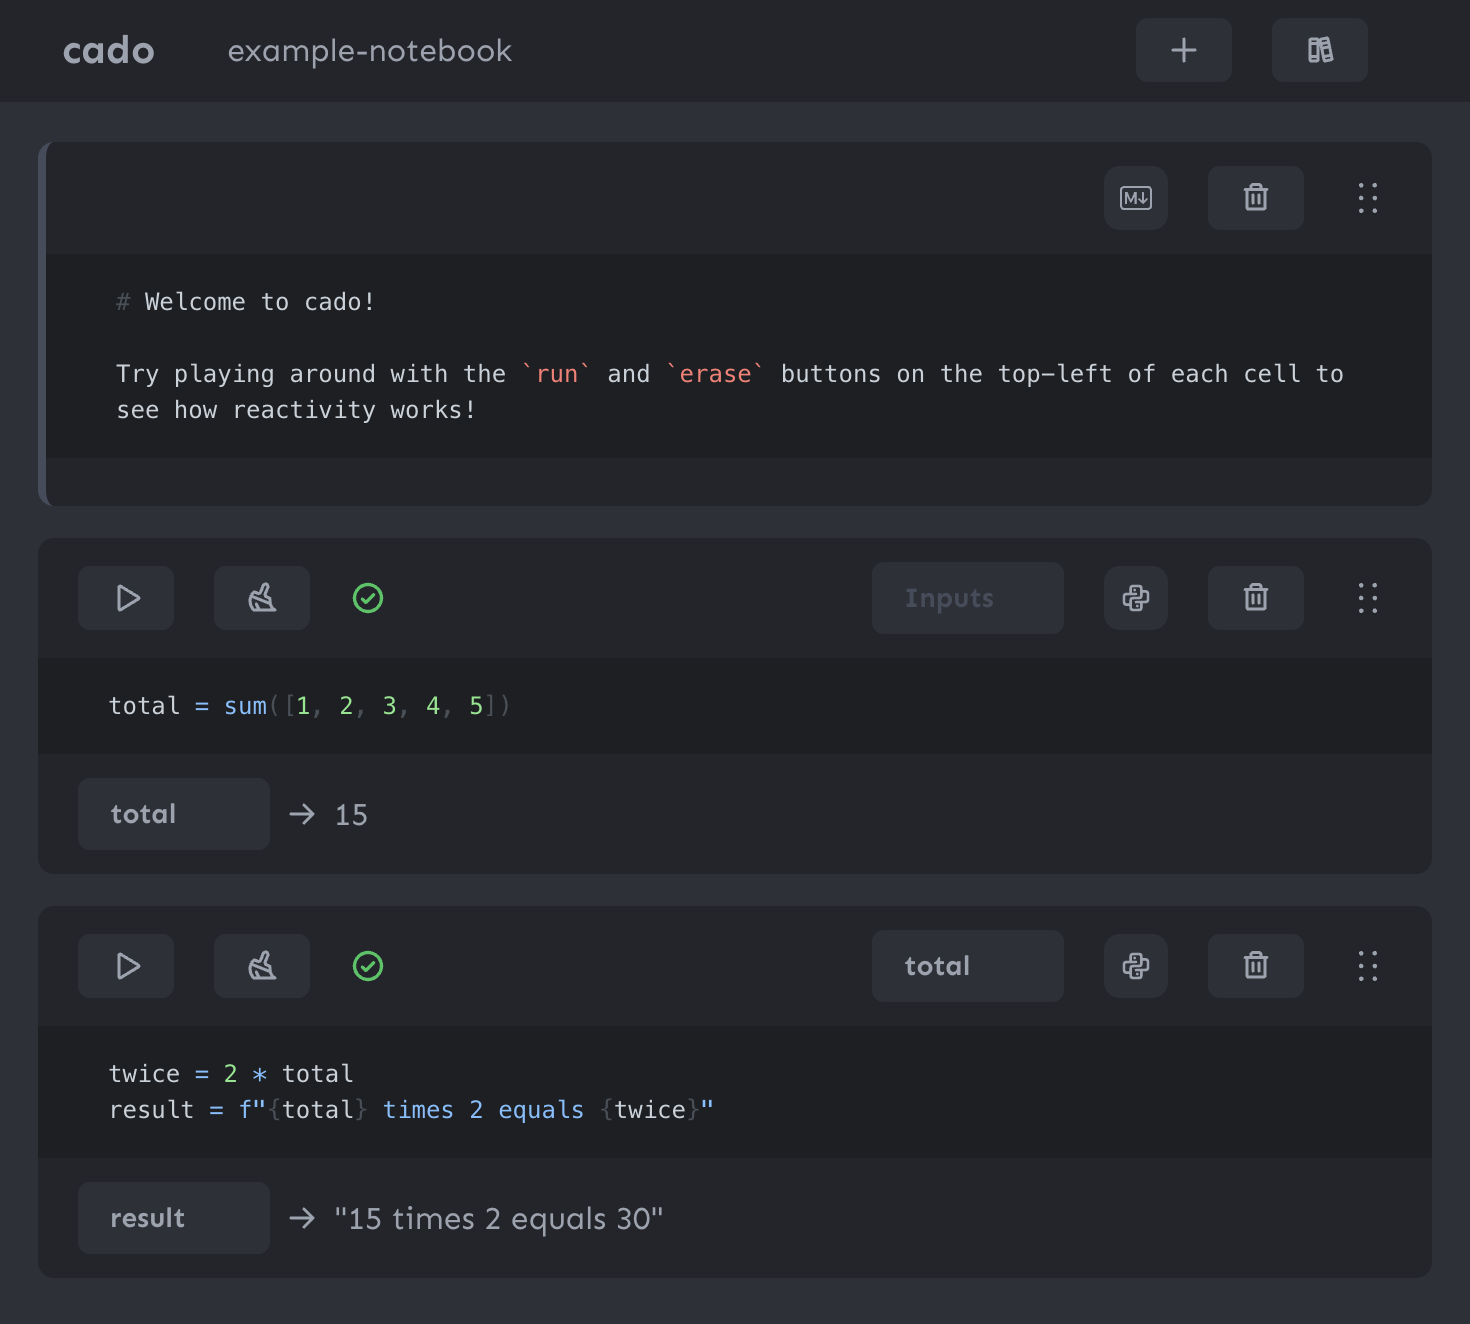 cado
example-notebook
M↓
# Welcome to cado!
Try playing around with the `run` and `erase` buttons on the top-left of each cell to
see how reactivity works!
Inputs
total = sum([1, 2, 3, 4, 5])
total → 15
total
twice = 2 * total
result = f"{total} times 2 equals {twice}"
result → "15 times 2 equals 30"